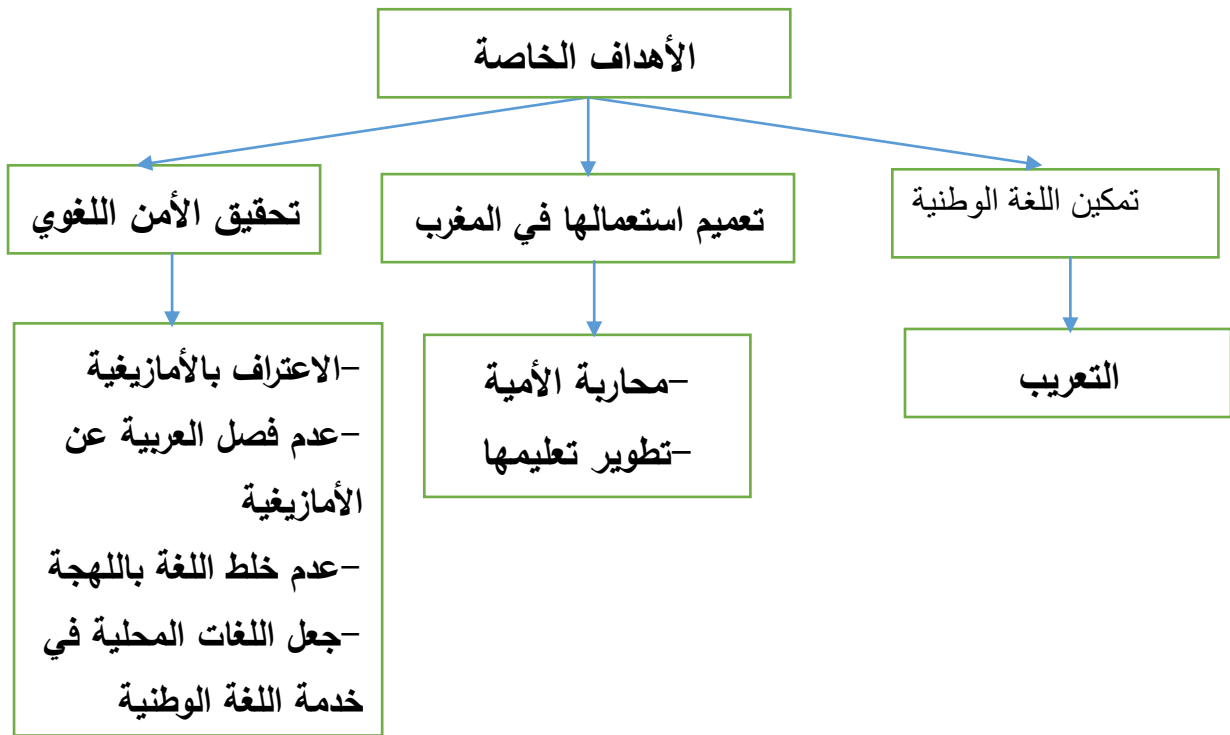 الأهداف الخاصة
تمكين اللغة الوطنية
تعميم استعمالها في المغرب
تحقيق الأمن اللغوي
التعريب
-محاربة الأمية
-تطوير تعليمها
-الاعتراف بالأمازيغية
-عدم فصل العربية عن
الأمازيغية
-عدم خلط اللغة باللهجة
-جعل اللغات المحلية في
خدمة اللغة الوطنية